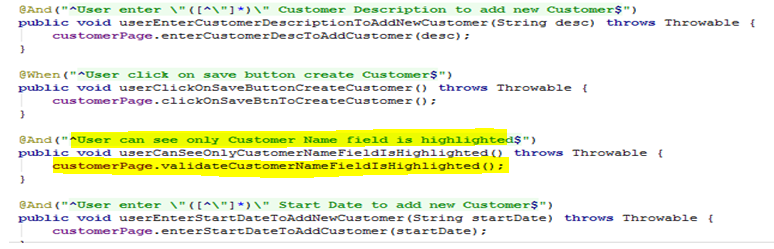 @And("^User enter \"([^\"]*)\" Customer Description to add new Customer$")
public void userEnterCustomerDescriptionToAddNewCustomer(String desc) throws Throwable {
    customerPage.enterCustomerDescToAddCustomer(desc);
}
@When("^User click on save button create Customer$")
public void userClickOnSaveButtonCreateCustomer() throws Throwable {
    customerPage.clickOnSaveBtnToCreateCustomer();
}
@And("^User can see only Customer Name field is highlighted$")
public void userCanSeeOnlyCustomerNameFieldIsHighlighted() throws Throwable {
    customerPage.validateCustomerNameFieldIsHighlighted();
}
@And("^User enter \"([^\"]*)\" Start Date to add new Customer$")
public void userEnterStartDateToAddNewCustomer(String startDate) throws Throwable {
    customerPage.enterStartDateToAddCustomer(startDate);